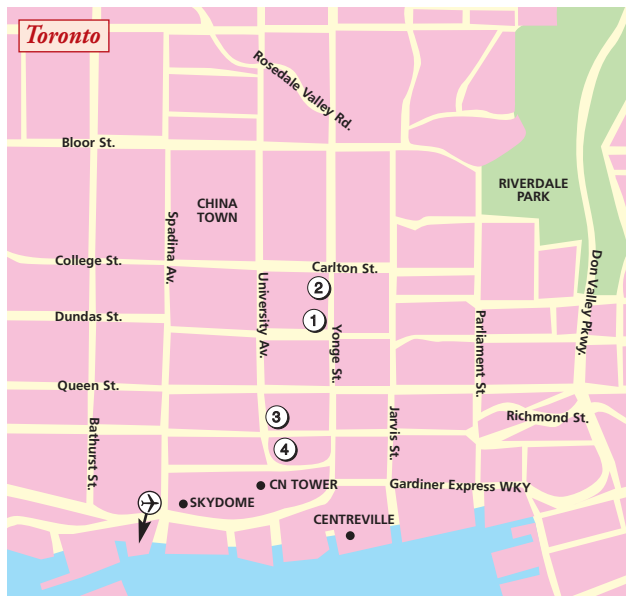 Toronto
Rosedale Valley Rd.
Bloor St.
RIVERDALE
PARK
CHINA
TOWN
Spadina Av.
College St.
Carlton St.
Don Valley Pkwy.
University Av.
2
Dundas St.
1
Yonge St.
Parliament St.
Queen St.
Jarvis St.
Richmond St.
3
Bathurst St.
4
CN TOWER
Gardiner Express WKY
SKYDOME
CENTREVILLE